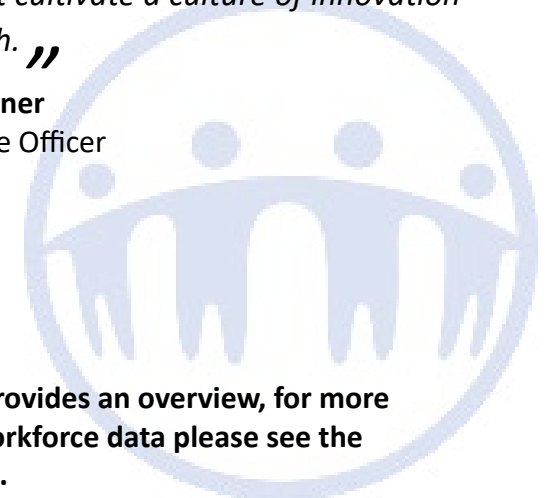 t cultivate a culture of innovation
h. ”
ner
e Officer
rovides an overview, for more
orkforce data please see the
.